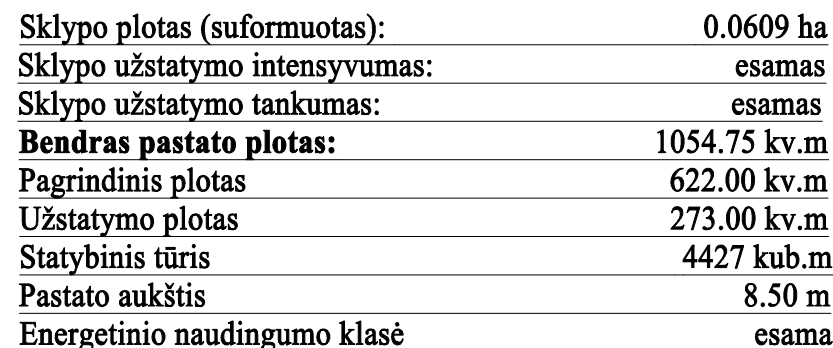 Sklypo plotas (suformuotas): 0.0609 ha
Sklypo užstatymo intensyvumas: esamas
Sklypo užstatymo tankumas: esamas
Bendras pastato plotas: 1054.75 kv.m
Pagrindinis plotas 622.00 kv.m
Užstatymo plotas 273.00 kv.m
Statybinis tūris 4427 kub.m
Pastato aukštis 8.50 m
Energetinio naudingumo klasė esama